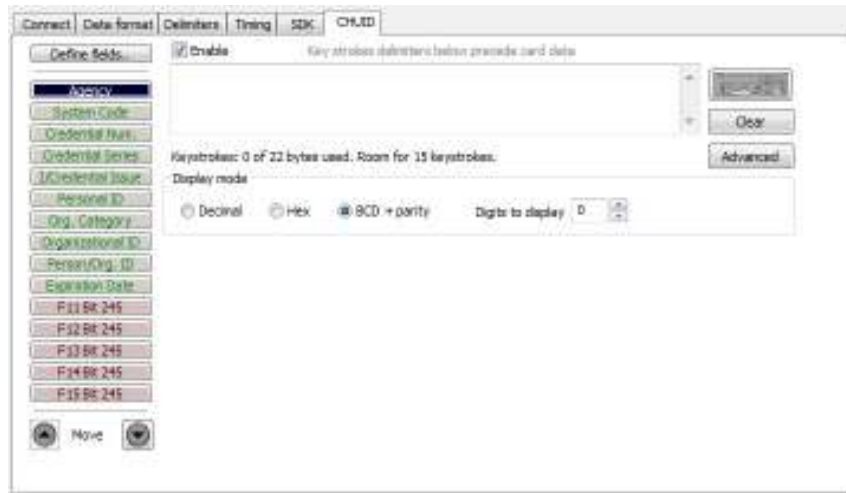 Connect Data format Delimiters Timing SDK CHUID
Define fields...
Enable
Key strokes delimiters below precede card data
Agency
System Code
Credential Num.
Credential Series
I/Credential Issue
Personal ID
Org. Category
Organizational ID
Person/Org. ID
Expiration Date
F11 Bit 245
F12 Bit 245
F13 Bit 245
F14 Bit 245
F15 Bit 245
Move
Clear
Advanced
Keystrokes: 0 of 22 bytes used. Room for 15 keystrokes.
Display mode
Decimal Hex BCD + parity Digits to display 0